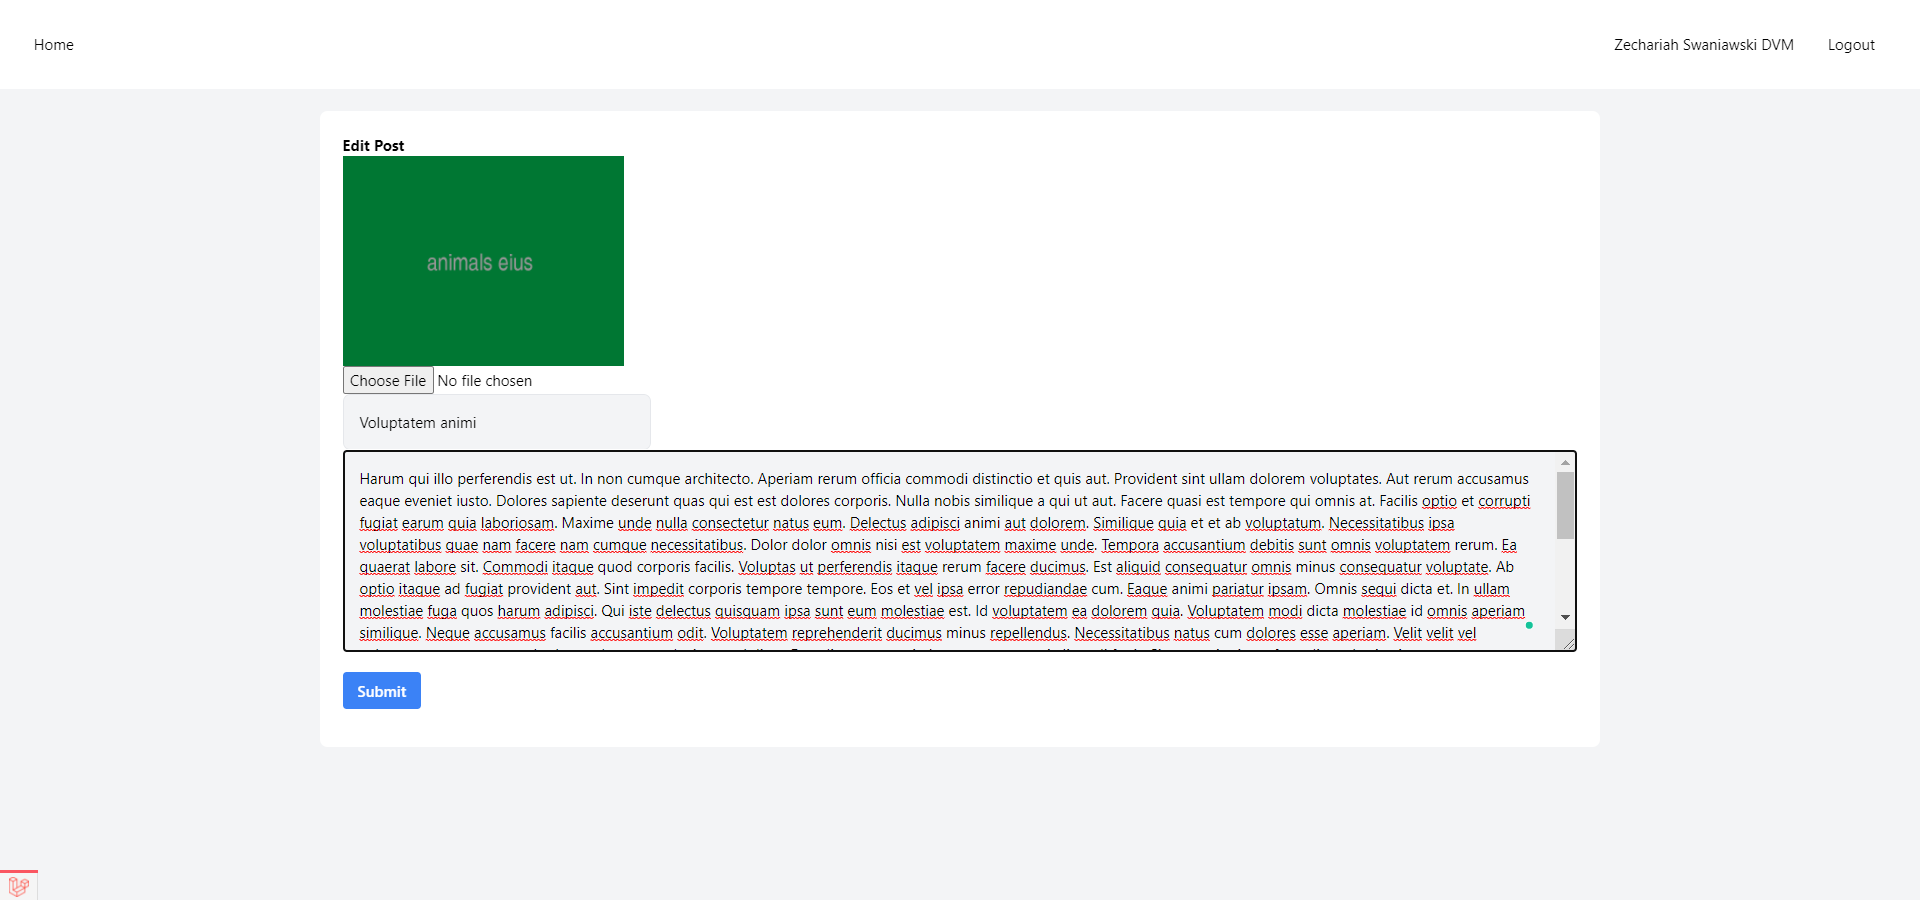 Home
Zechariah Swaniawski DVM
Logout
Edit Post
animals eius
Choose File No file chosen
Voluptatem animi
Harum qui illo perferendis est ut. In non cumque architecto. Aperiam rerum officia commodi distinctio et quis aut. Provident sint ullam dolorem voluptates. Aut rerum accusamus
eaque eveniet iusto. Dolores sapiente deserunt quas qui est est dolores corporis. Nulla nobis similique a qui ut aut. Facere quasi est tempore qui omnis at. Facilis optio et corrupti
fugiat earum quia laboriosam. Maxime unde nulla consectetur natus eum. Delectus adipisci animi aut dolorem. Similique quia et et ab voluptatum. Necessitatibus ipsa
voluptatibus quae nam facere nam cumque necessitatibus. Dolor dolor omnis nisi est voluptatem maxime unde. Tempora accusantium debitis sunt omnis voluptatem rerum. Ea
quaerat labore sit. Commodi itaque quod corporis facilis. Voluptas ut perferendis itaque rerum facere ducimus. Est aliquid consequatur omnis minus consequatur voluptate. Ab
optio itaque ad fugiat provident aut. Sint impedit corporis tempore tempore. Eos et vel ipsa error repudiandae cum. Eaque animi pariatur ipsam. Omnis sequi dicta et. In ullam
molestiae fuga quos harum adipisci. Qui iste delectus quisquam ipsa sunt eum molestiae est. Id voluptatem ea dolorem quia. Voluptatem modi dicta molestiae id omnis aperiam
similique. Neque accusamus facilis accusantium odit. Voluptatem reprehenderit ducimus minus repellendus. Necessitatibus natus cum dolores esse aperiam. Velit velit vel
Submit